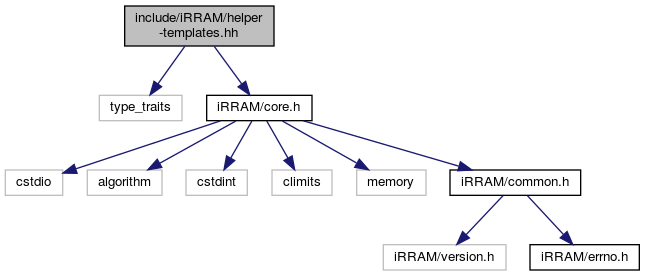 include/iRRAM/helper
-templates.hh
type_traits
iRRAM/core.h
cstdio
algorithm
cstdint
climits
memory
iRRAM/common.h
iRRAM/version.h
iRRAM/errno.h